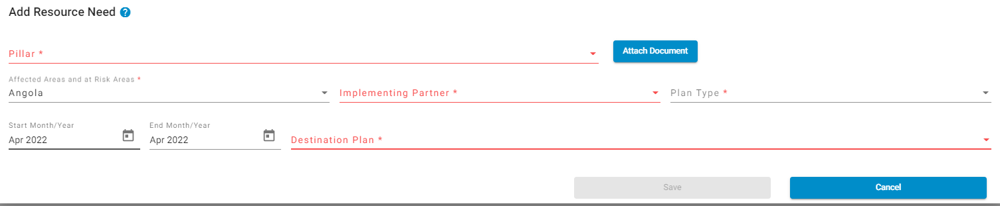 Add Resource Need ?
Pillar *
Attach Document
Affected Areas and at Risk Areas *
Angola
Implementing Partner *
Plan Type *
Start Month/Year
End Month/Year
Apr 2022
Apr 2022
Destination Plan *
Save
Cancel